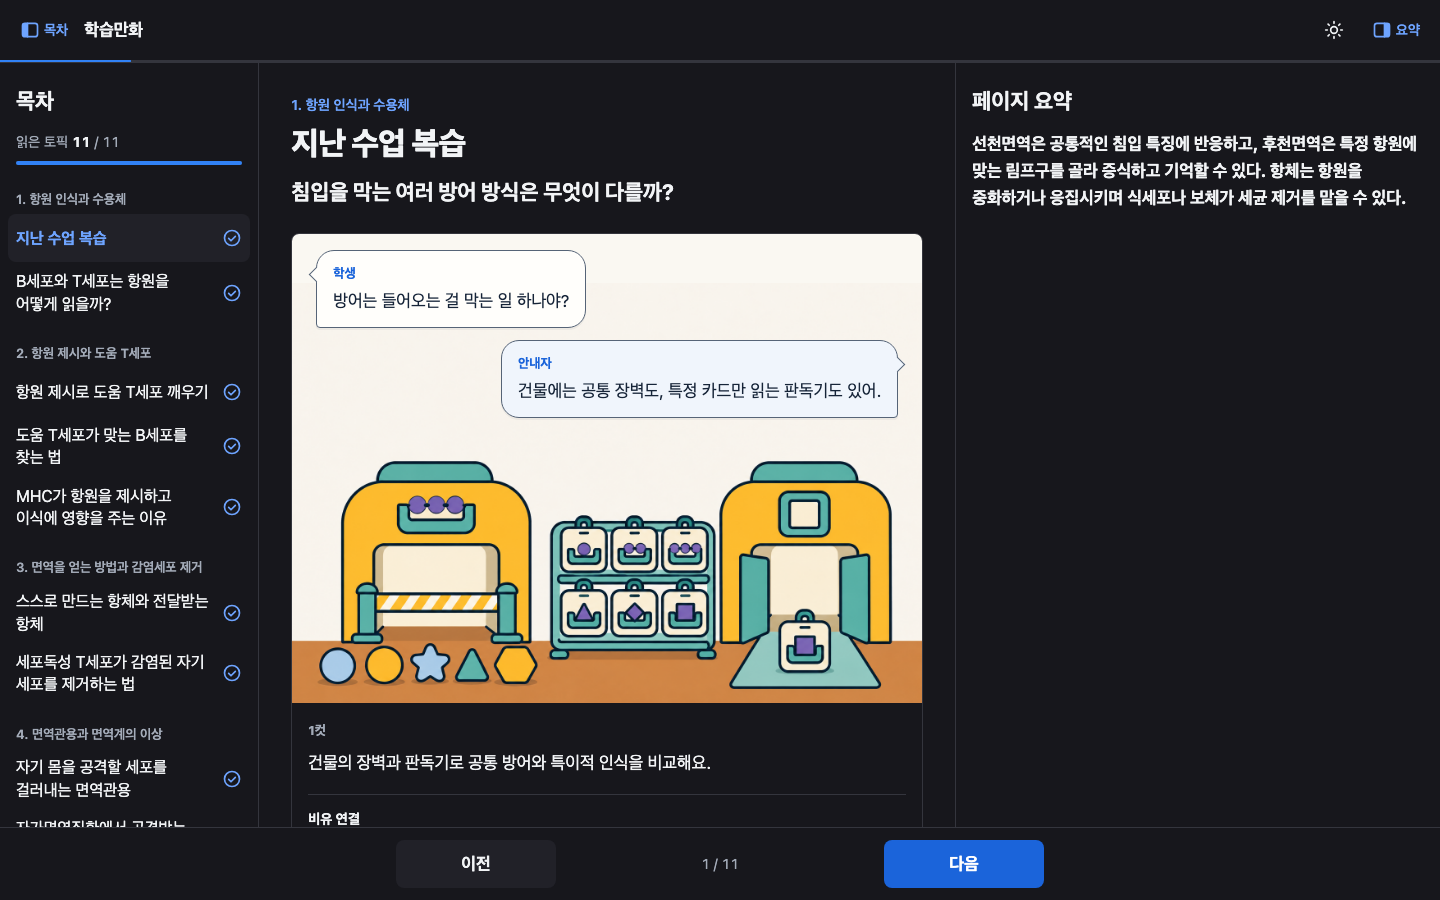 목차
학습만화
요약
목차
읽은 토픽 11 / 11
1. 항원 인식과 수용체
지난 수업 복습
B세포와 T세포는 항원을
어떻게 읽을까?
2. 항원 제시와 도움 T세포
항원 제시로 도움 T세포 깨우기
도움 T세포가 맞는 B세포를
찾는 법
MHC가 항원을 제시하고
이식에 영향을 주는 이유
3. 면역을 얻는 방법과 감염세포 제거
스스로 만드는 항체와 전달받는
항체
세포독성 T세포가 감염된 자기
세포를 제거하는 법
4. 면역관용과 면역계의 이상
자기 몸을 공격할 세포를
걸러내는 면역관용
1. 항원 인식과 수용체
지난 수업 복습
침입을 막는 여러 방어 방식은 무엇이 다를까?
학생
방어는 들어오는 걸 막는 일 하나야?
안내자
건물에는 공통 장벽도, 특정 카드만 읽는 판독기도 있어.
1컷
건물의 장벽과 판독기로 공통 방어와 특이적 인식을 비교해요.
비유 연결
페이지 요약
선천면역은 공통적인 침입 특징에 반응하고, 후천면역은 특정 항원에
맞는 림프구를 골라 증식하고 기억할 수 있다. 항체는 항원을
중화하거나 응집시키며 식세포나 보체가 세균 제거를 맡을 수 있다.
이전
1 / 11
다음